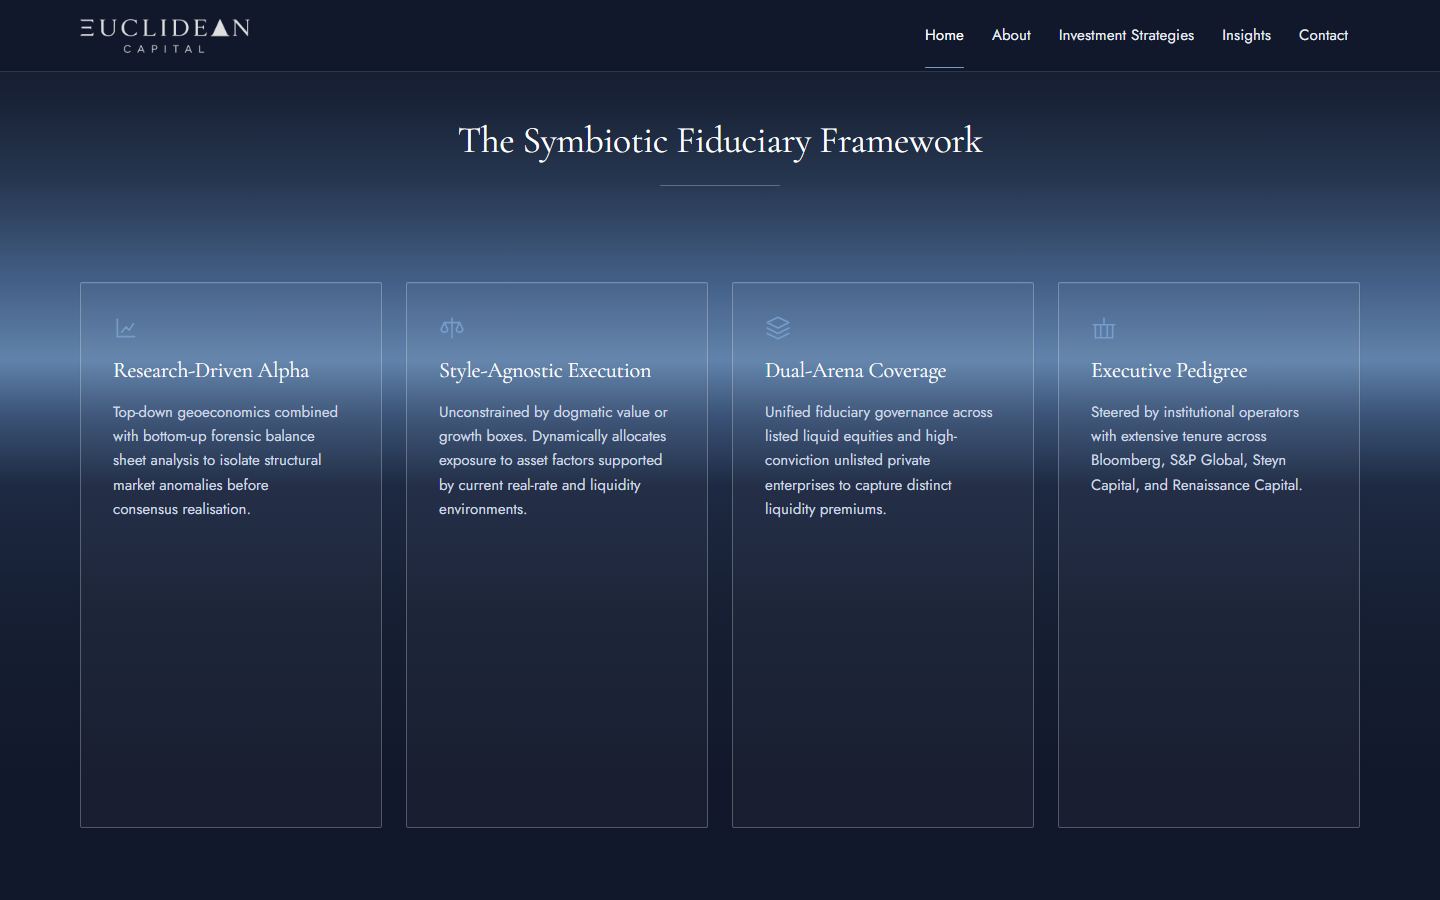 EUCLIDEAN
CAPITAL
Home About Investment Strategies Insights Contact
The Symbiotic Fiduciary Framework
Research-Driven Alpha
Top-down geoeconomics combined
with bottom-up forensic balance
sheet analysis to isolate structural
market anomalies before
consensus realisation.
Style-Agnostic Execution
Unconstrained by dogmatic value or
growth boxes. Dynamically allocates
exposure to asset factors supported
by current real-rate and liquidity
environments.
Dual-Arena Coverage
Unified fiduciary governance across
listed liquid equities and high-
conviction unlisted private
enterprises to capture distinct
liquidity premiums.
Executive Pedigree
Steered by institutional operators
with extensive tenure across
Bloomberg, S&P Global, Steyn
Capital, and Renaissance Capital.